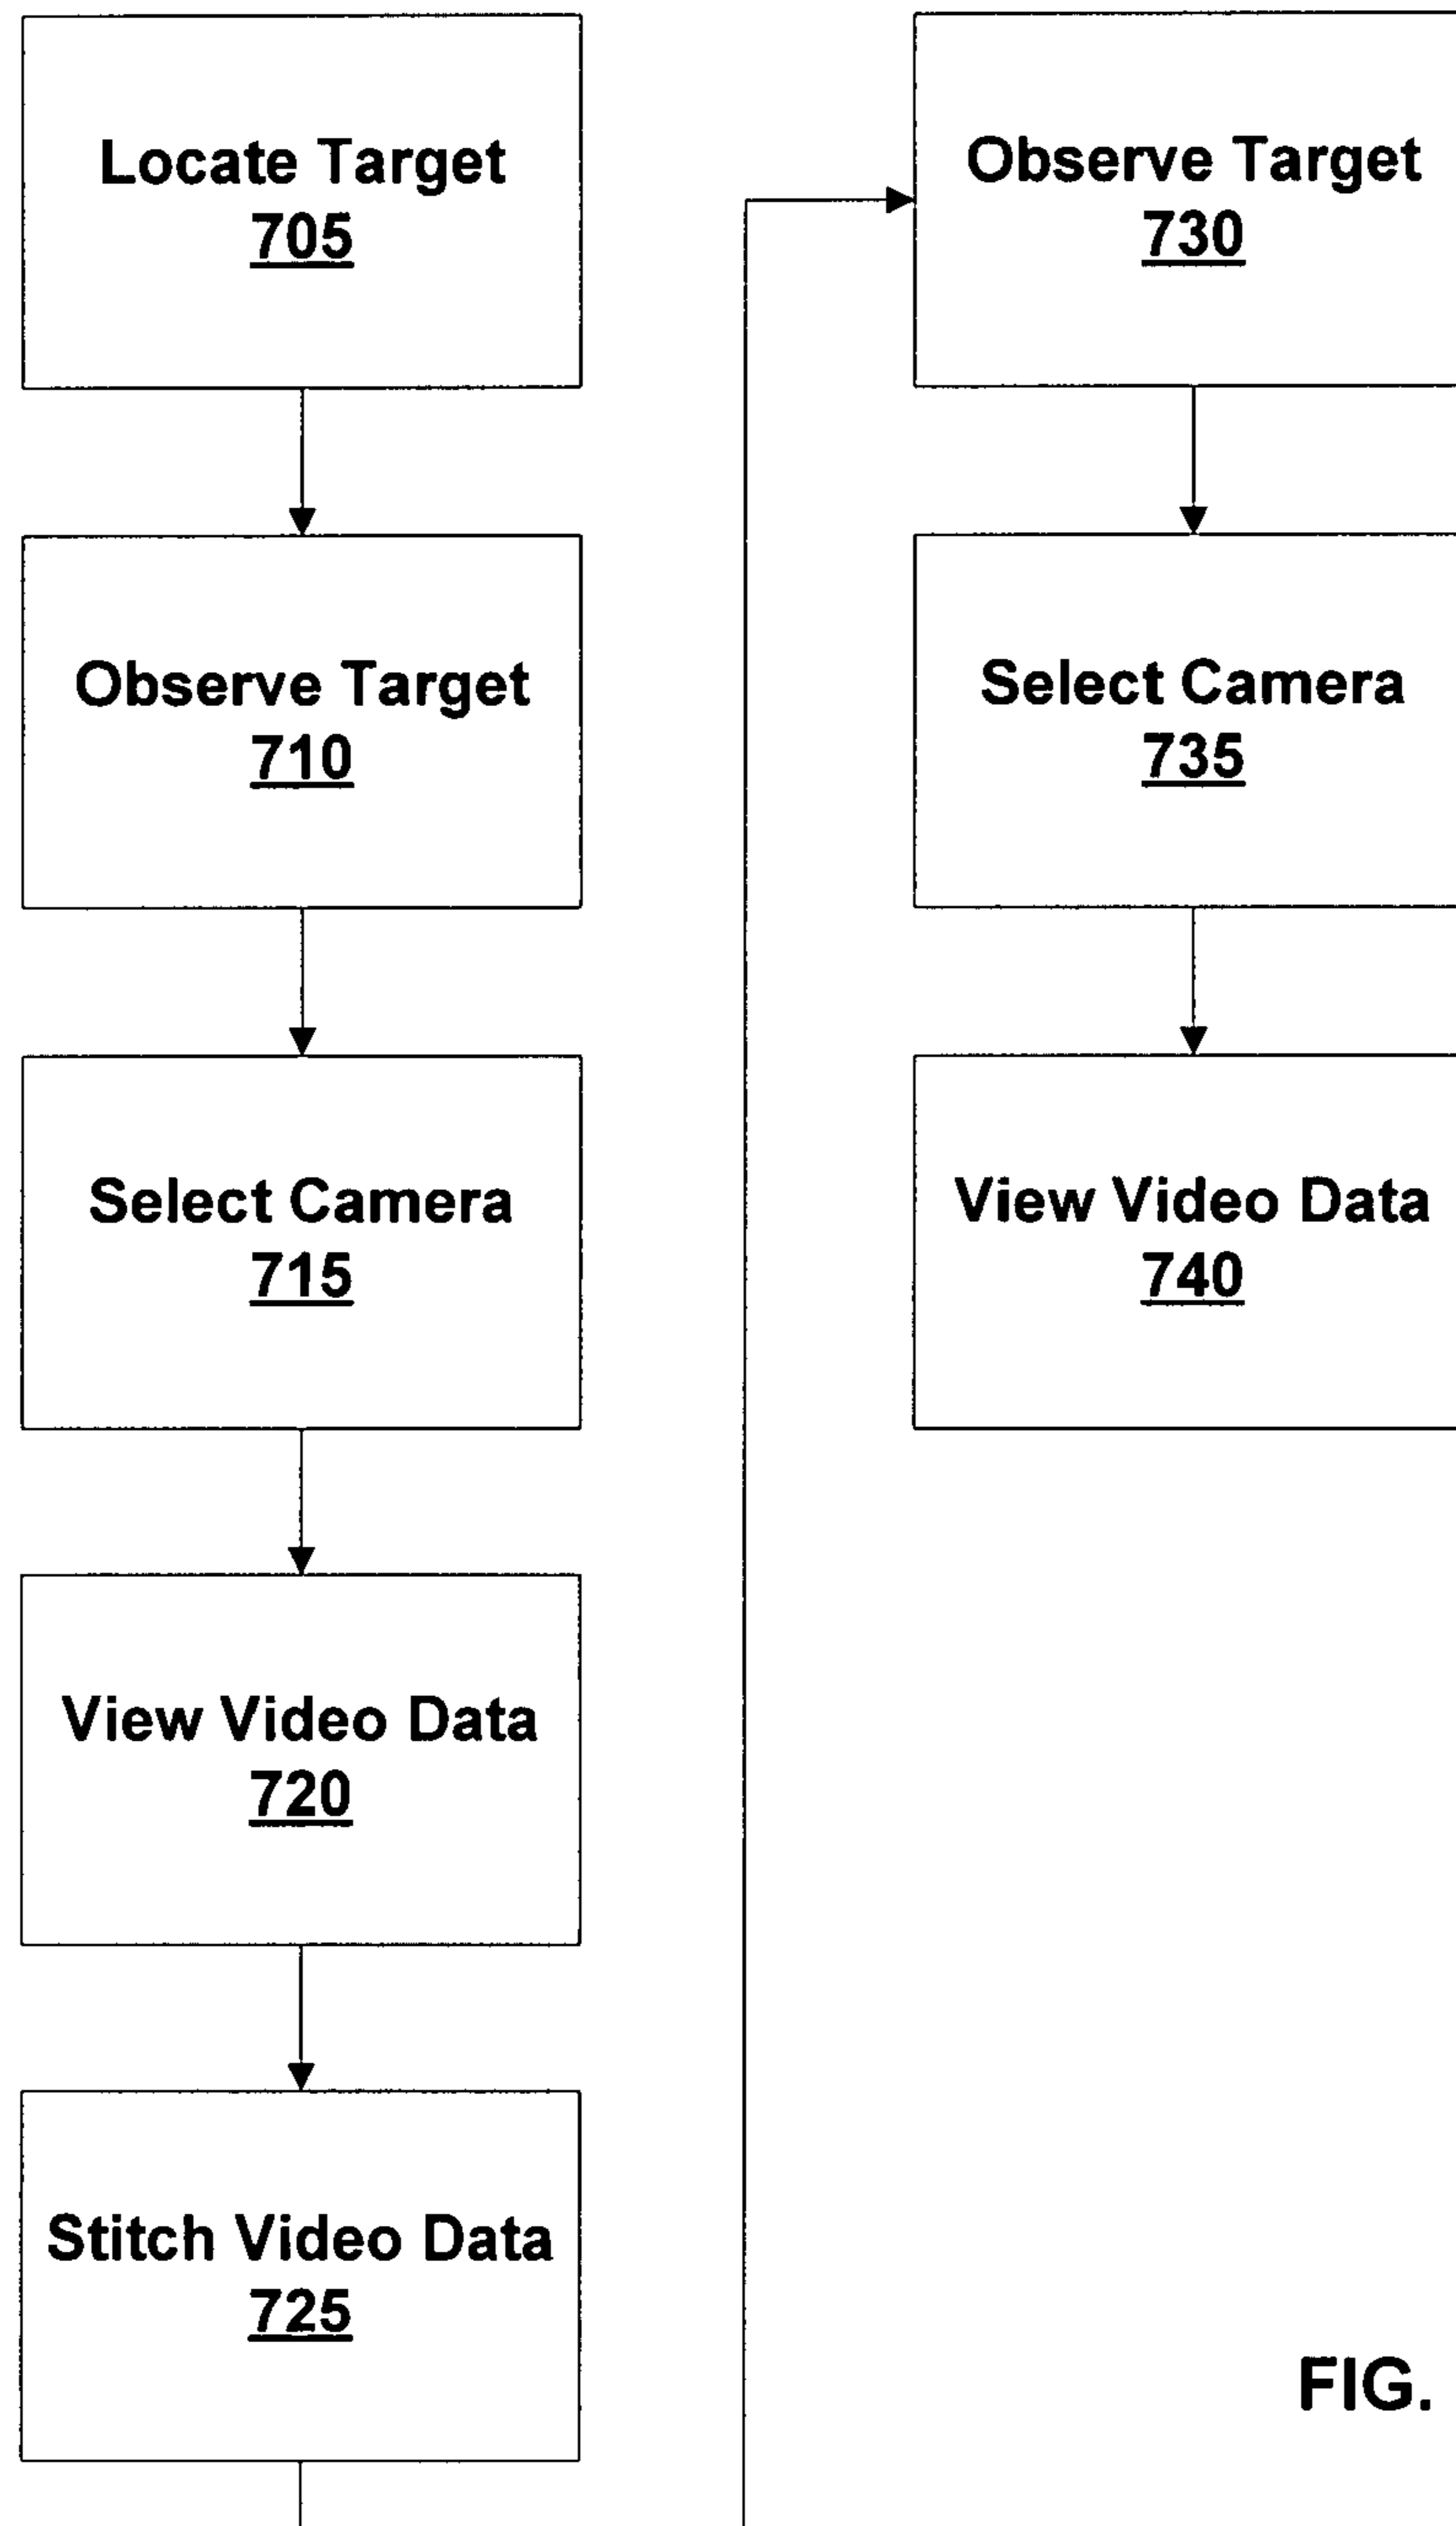 Locate Target
705
Observe Target
710
Select Camera
715
View Video Data
720
Stitch Video Data
725
Observe Target
730
Select Camera
735
View Video Data
740
FIG.